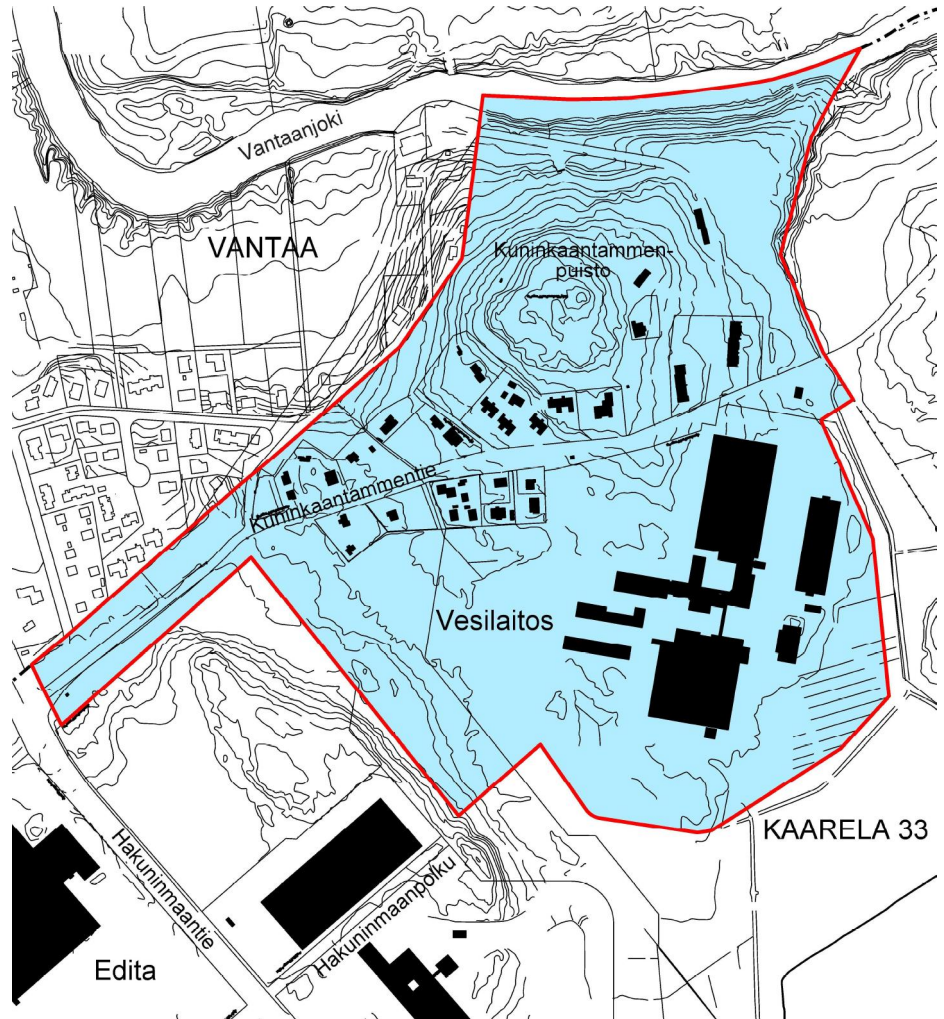 Vantaanjoki
VANTAA
Kuninkaantammen-
puisto
Kuninkaantammentie
Vesilaitos
KAARELA 33
Hakuninmaantie
Hakuninmaanpolku
Edita